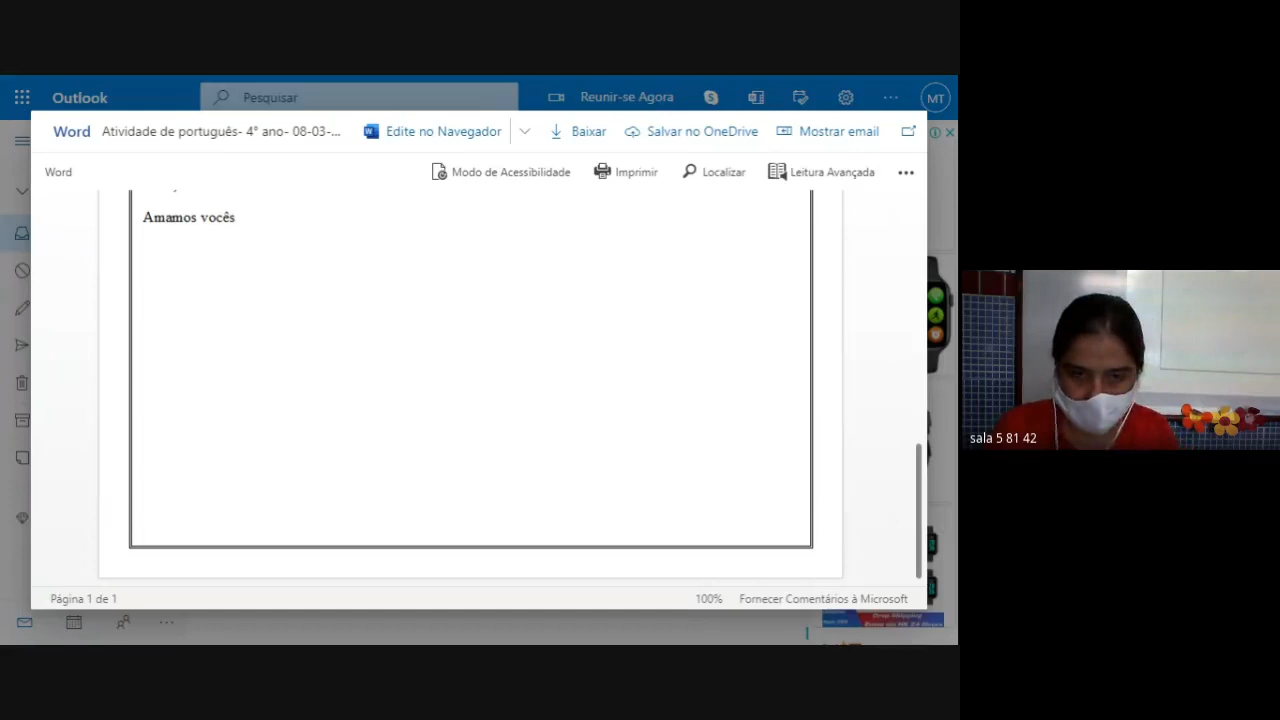 Outlook
Pesquisar
Reunir-se Agora
MT
Word
Atividade de português- 4° ano- 08-03-...
Edite no Navegador
Baixar
Salvar no OneDrive
Mostrar email
Word
Modo de Acessibilidade
Imprimir
Localizar
Leitura Avançada
Amamos vocês
sala 5 81 42
Página 1 de 1
100%
Fornecer Comentários à Microsoft